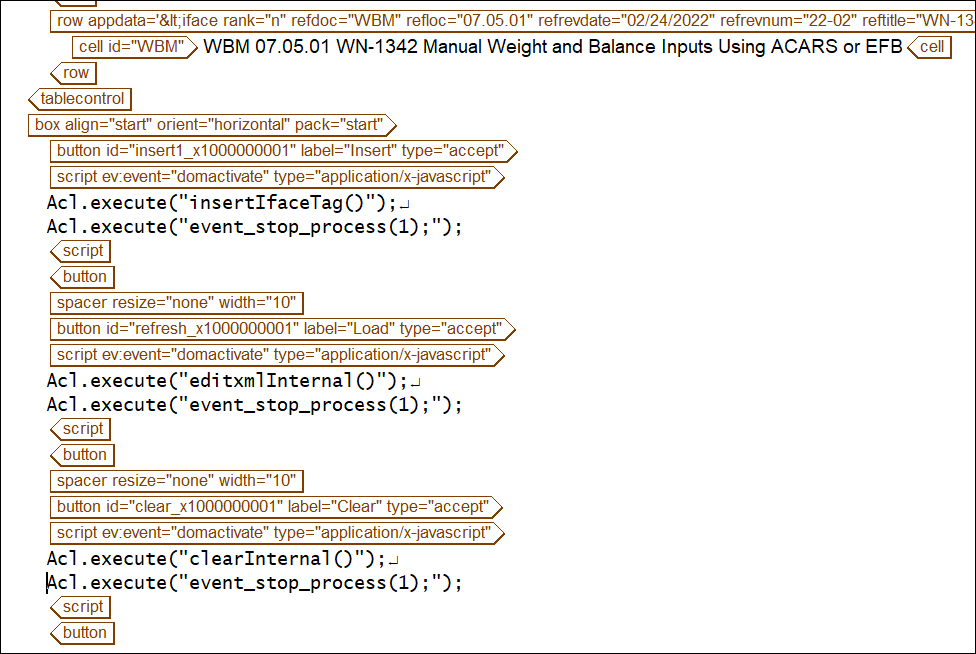 row appdata='&lt;iface rank="n" refdoc="WBM" refloc="07.05.01" refrevdate="02/24/2022" refrevnum="22-02" reftitle="WN-13
cell id="WBM" WBM 07.05.01 WN-1342 Manual Weight and Balance Inputs Using ACARS or EFB cell
row
tablecontrol
box align="start" orient="horizontal" pack="start"
button id="insert1_x1000000001" label="Insert" type="accept"
script ev:event="domactivate" type="application/x-javascript"
Acl.execute("insertIfaceTag()");↵
Acl.execute("event_stop_process(1);");
script
button
spacer resize="none" width="10"
button id="refresh_x1000000001" label="Load" type="accept"
script ev:event="domactivate" type="application/x-javascript"
Acl.execute("editxmlInternal()");↵
Acl.execute("event_stop_process(1);");
script
button
spacer resize="none" width="10"
button id="clear_x1000000001" label="Clear" type="accept"
script ev:event="domactivate" type="application/x-javascript"
Acl.execute("clearInternal()");↵
Acl.execute("event_stop_process(1);");
script
button